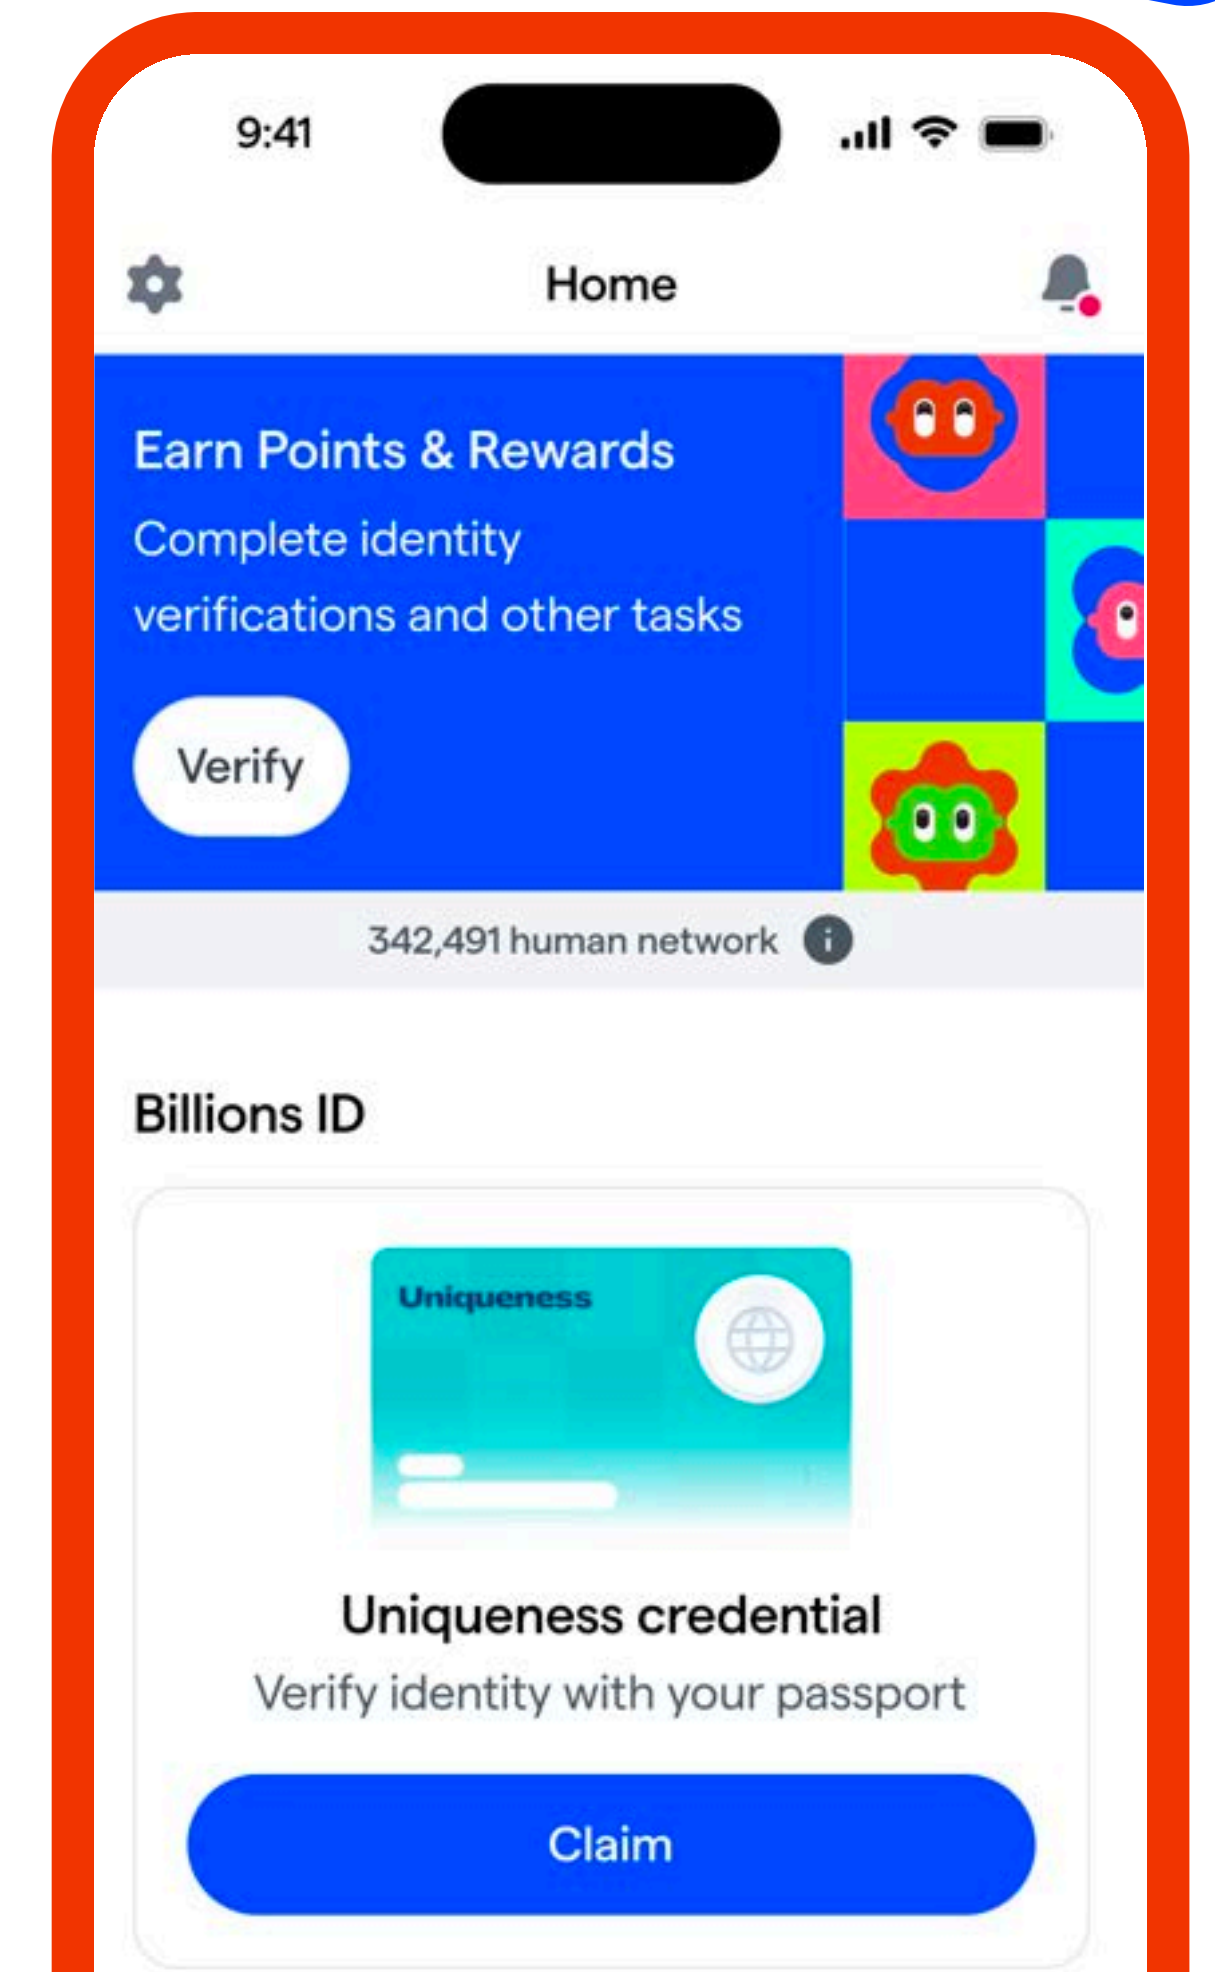 9:41
Home
Earn Points & Rewards
Complete identity
verifications and other tasks
Verify
342,491 human network
Billions ID
Uniqueness
Uniqueness credential
Verify identity with your passport
Claim